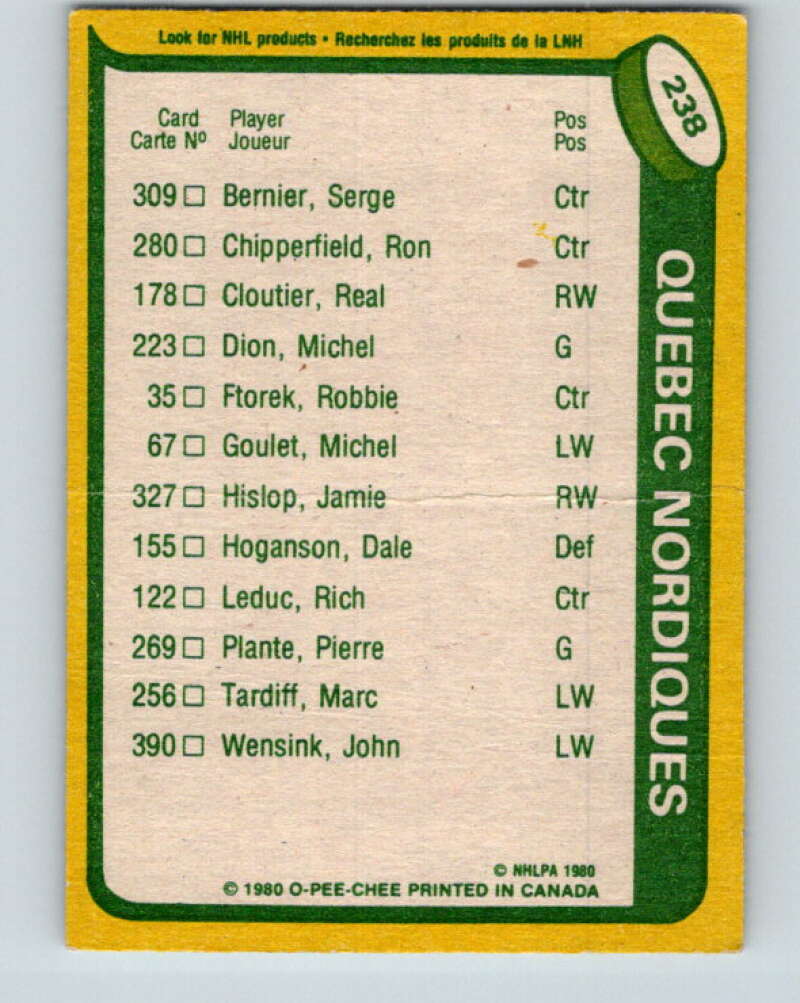 Look for NHL products • Recherchez les produits de la LNH
238
Card Player Pos
Carte Nº Joueur Pos
309 □ Bernier, Serge Ctr
280 □ Chipperfield, Ron Ctr
178 □ Cloutier, Real RW
223 □ Dion, Michel G
35 □ Ftorek, Robbie Ctr
67 □ Goulet, Michel LW
327 □ Hislop, Jamie RW
155 □ Hoganson, Dale Def
122 □ Leduc, Rich Ctr
269 □ Plante, Pierre G
256 □ Tardiff, Marc LW
390 □ Wensink, John LW
QUEBEC NORDIQUES
© NHLPA 1980
© 1980 O-PEE-CHEE PRINTED IN CANADA